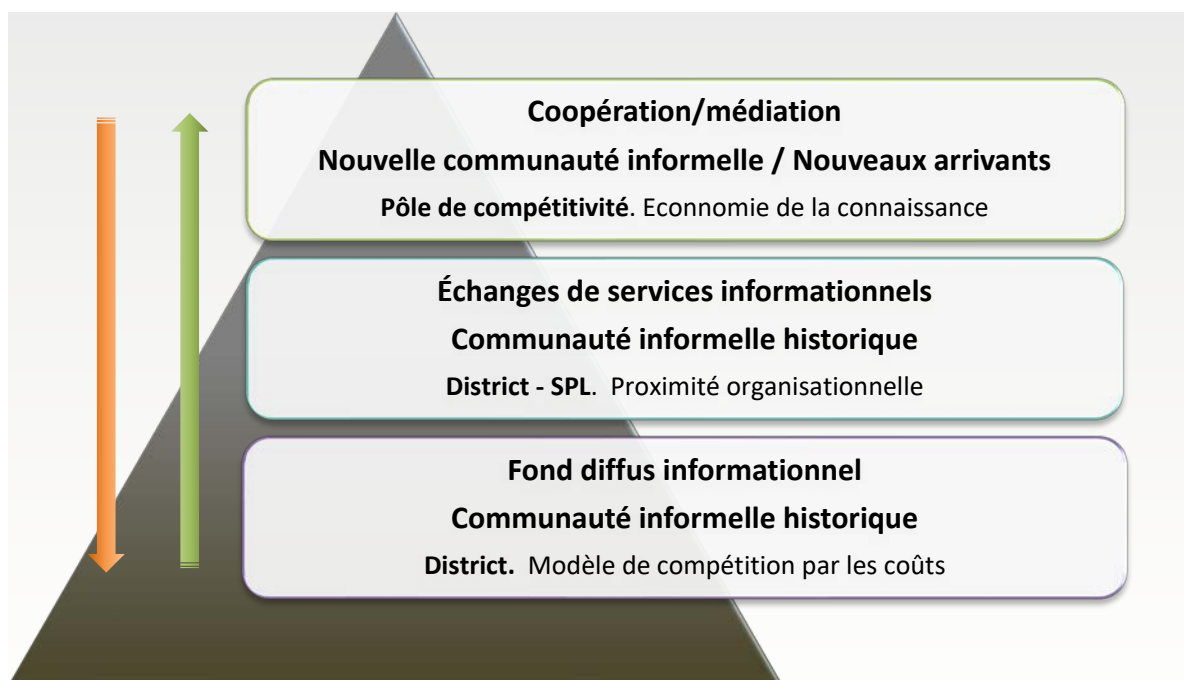 Coopération/médiation
Nouvelle communauté informelle / Nouveaux arrivants
Pôle de compétitivité. Econnomie de la connaissance
Échanges de services informationnels
Communauté informelle historique
District - SPL. Proximité organisationnelle
Fond diffus informationnel
Communauté informelle historique
District. Modèle de compétition par les coûts